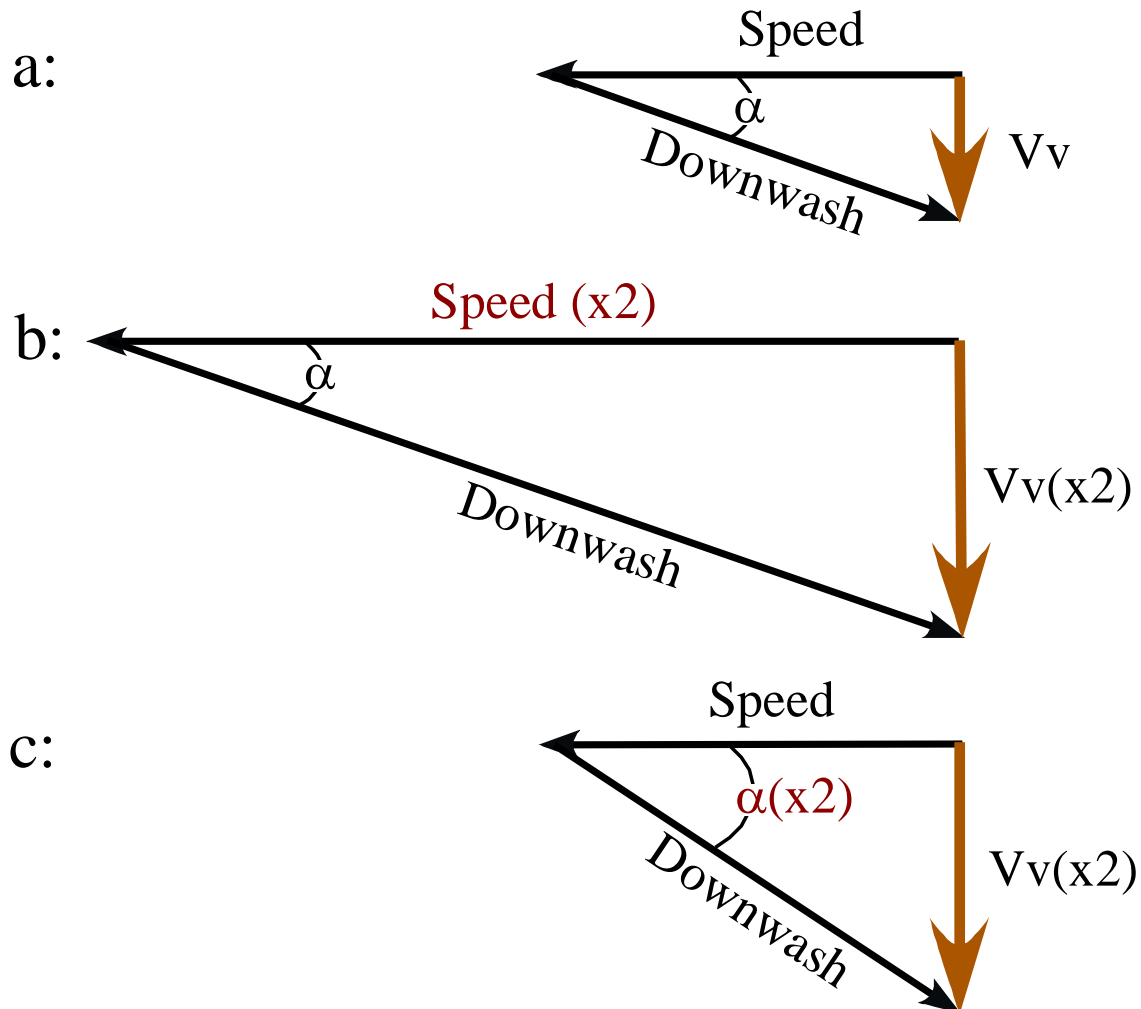 a:
Speed
α
Vv
Downwash
b:
Speed (x2)
α
Vv(x2)
Downwash
c:
Speed
α(x2)
Vv(x2)
Downwash